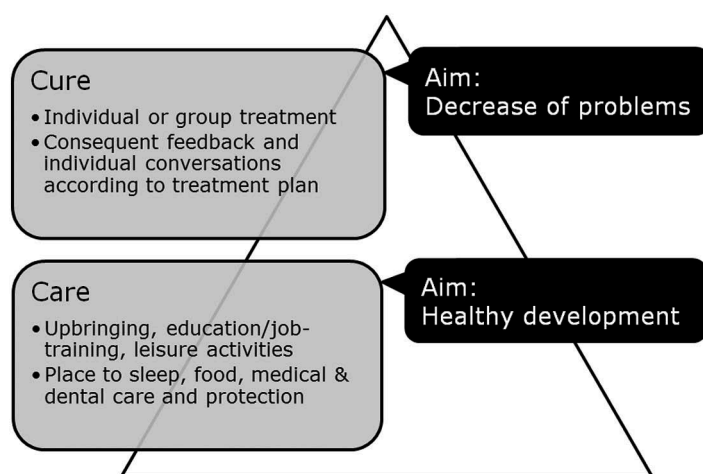 Cure
• Individual or group treatment
• Consequent feedback and
individual conversations
according to treatment plan
Aim:
Decrease of problems
Care
• Upbringing, education/job-
training, leisure activities
• Place to sleep, food, medical &
dental care and protection
Aim:
Healthy development